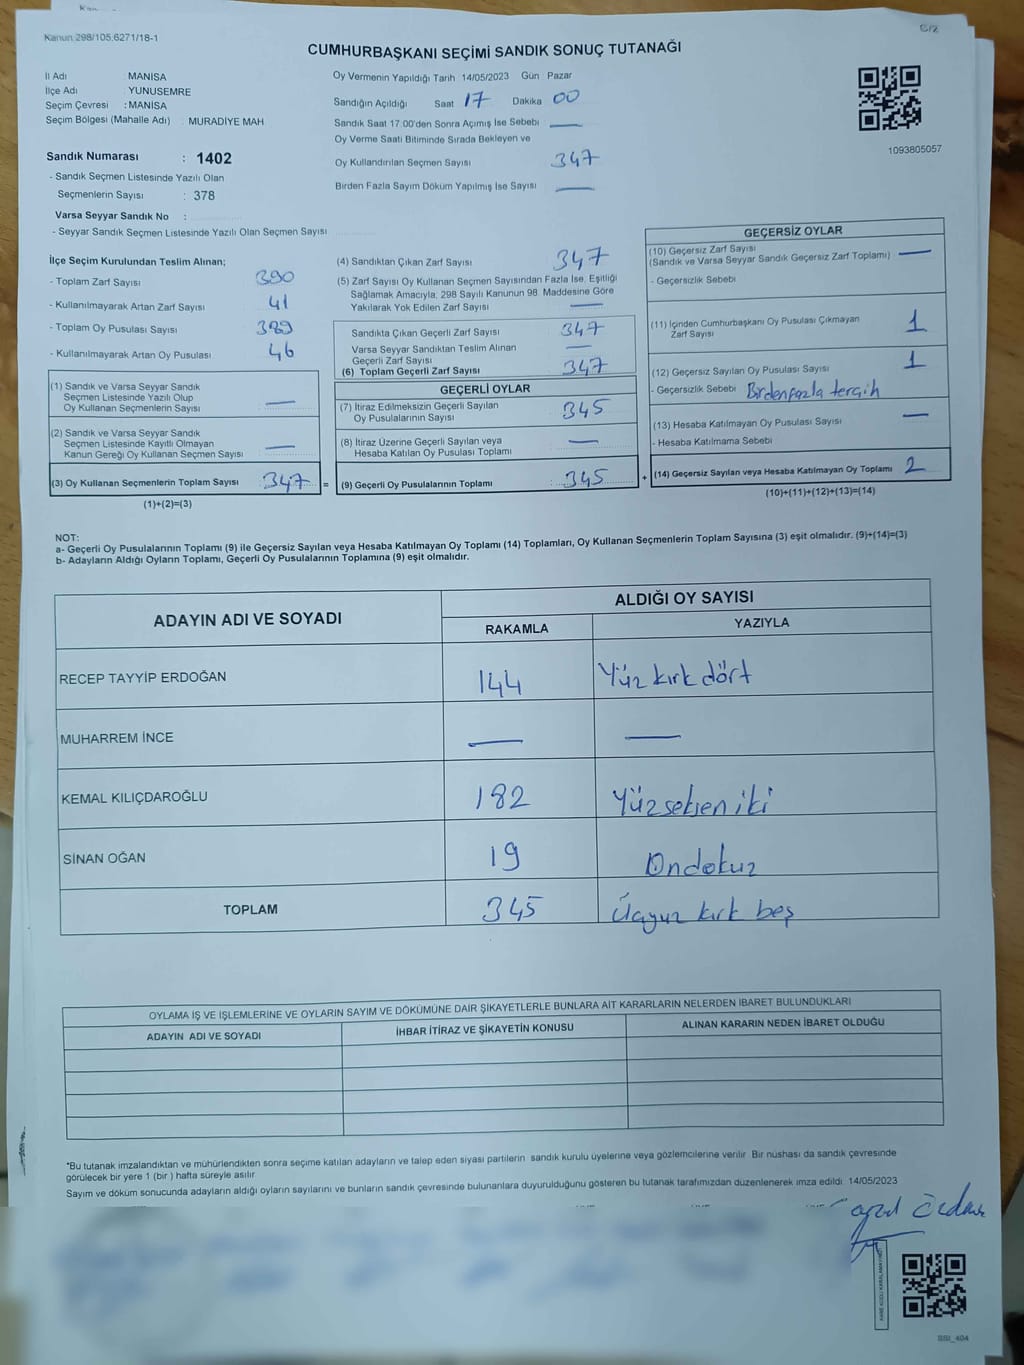 Kanun 298/105,6271/18-1
C/2
CUMHURBAŞKANI SEÇİMİ SANDIK SONUÇ TUTANAĞI
İl Adı : MANİSA
İlçe Adı : YUNUSEMRE
Seçim Çevresi : MANİSA
Seçim Bölgesi (Mahalle Adı) : MURADİYE MAH
Sandık Numarası : 1402
- Sandık Seçmen Listesinde Yazılı Olan
Seçmenlerin Sayısı : 378
Varsa Seyyar Sandık No :
- Seyyar Sandık Seçmen Listesinde Yazılı Olan Seçmen Sayısı
Oy Vermenin Yapıldığı Tarih 14/05/2023 Gün Pazar
Sandığın Açıldığı Saat 17 Dakika 00
Sandık Saat 17:00'den Sonra Açımış İse Sebebi —
Oy Verme Saati Bitiminde Sırada Bekleyen ve
Oy Kullandırılan Seçmen Sayısı 347
Birden Fazla Sayım Döküm Yapılmış İse Sayısı —
1093805057
İlçe Seçim Kurulundan Teslim Alınan;
- Toplam Zarf Sayısı 390
- Kullanılmayarak Artan Zarf Sayısı 41
- Toplam Oy Pusulası Sayısı 389
- Kullanılmayarak Artan Oy Pusulası 46
(1) Sandık ve Varsa Seyyar Sandık
Seçmen Listesinde Yazılı Olup
Oy Kullanan Seçmenlerin Sayısı —
(2) Sandık ve Varsa Seyyar Sandık
Seçmen Listesinde Kayıtlı Olmayan
Kanun Gereği Oy Kullanan Seçmen Sayısı —
(3) Oy Kullanan Seçmenlerin Toplam Sayısı 347 =
(1)+(2)=(3)
(4) Sandıktan Çıkan Zarf Sayısı 347
(5) Zarf Sayısı Oy Kullanan Seçmen Sayısından Fazla İse, Eşitliği
Sağlamak Amacıyla, 298 Sayılı Kanunun 98. Maddesine Göre
Yakılarak Yok Edilen Zarf Sayısı —
Sandıkta Çıkan Geçerli Zarf Sayısı 347
Varsa Seyyar Sandıktan Teslim Alınan
Geçerli Zarf Sayısı —
(6) Toplam Geçerli Zarf Sayısı 347
GEÇERLİ OYLAR
(7) İtiraz Edilmeksizin Geçerli Sayılan
Oy Pusulalarının Sayısı 345
(8) İtiraz Üzerine Geçerli Sayılan veya
Hesaba Katılan Oy Pusulası Toplamı —
(9) Geçerli Oy Pusulalarının Toplamı 345 +
GEÇERSİZ OYLAR
(10) Geçersiz Zarf Sayısı
(Sandık ve Varsa Seyyar Sandık Geçersiz Zarf Toplamı) —
- Geçersizlik Sebebi
(11) İçinden Cumhurbaşkanı Oy Pusulası Çıkmayan
Zarf Sayısı 1
(12) Geçersiz Sayılan Oy Pusulası Sayısı 1
- Geçersizlik Sebebi Birden fazla tercih
(13) Hesaba Katılmayan Oy Pusulası Sayısı —
- Hesaba Katılmama Sebebi
(14) Geçersiz Sayılan veya Hesaba Katılmayan Oy Toplamı 2
(10)+(11)+(12)+(13)=(14)
NOT:
a- Geçerli Oy Pusulalarının Toplamı (9) ile Geçersiz Sayılan veya Hesaba Katılmayan Oy Toplamı (14) Toplamları, Oy Kullanan Seçmenlerin Toplam Sayısına (3) eşit olmalıdır. (9)+(14)=(3)
b- Adayların Aldığı Oyların Toplamı, Geçerli Oy Pusulalarının Toplamına (9) eşit olmalıdır.
ADAYIN ADI VE SOYADI
ALDIĞI OY SAYISI
RAKAMLA YAZIYLA
RECEP TAYYİP ERDOĞAN 144 Yüz kırk dört
MUHARREM İNCE — —
KEMAL KILIÇDAROĞLU 182 Yüzseksen iki
SİNAN OĞAN 19 Ondokuz
TOPLAM 345 Üçyüz kırk beş
OYLAMA İŞ VE İŞLEMLERİNE VE OYLARIN SAYIM VE DÖKÜMÜNE DAİR ŞİKAYETLERLE BUNLARA AİT KARARLARIN NELERDEN İBARET BULUNDUKLARI
ADAYIN ADI VE SOYADI İHBAR İTİRAZ VE ŞİKAYETİN KONUSU ALINAN KARARIN NEDEN İBARET OLDUĞU
"Bu tutanak imzalandıktan ve mühürlendikten sonra seçime katılan adayların ve talep eden siyasi partilerin sandık kurulu üyelerine veya gözlemcilerine verilir. Bir nüshası da sandık çevresinde
görülecek bir yere 1 (bir ) hafta süreyle asılır.
Sayım ve döküm sonucunda adayların aldığı oyların sayılarını ve bunların sandık çevresinde bulunanlara duyurulduğunu gösteren bu tutanak tarafımızdan düzenlenerek imza edildi. 14/05/2023
BSI_404